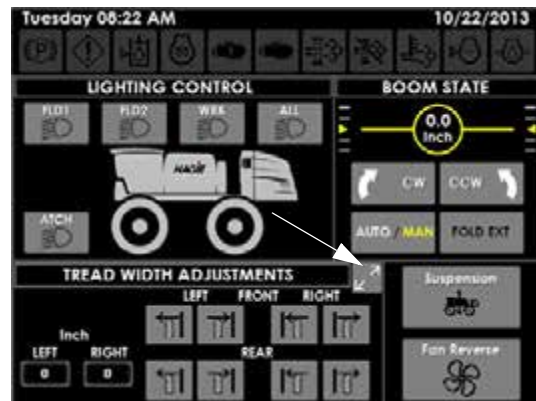 Tuesday 08:22 AM 10/22/2013
(P)
LIGHTING CONTROL
BOOM STATE
FLD1 FLD2 WRK ALL
0.0
Inch
HAGIE
CW CCW
ATCH
AUTO / MAN FOLD EXT
TREAD WIDTH ADJUSTMENTS
LEFT FRONT RIGHT
Suspension
Inch
LEFT RIGHT
REAR
Fan Reverse
0 0